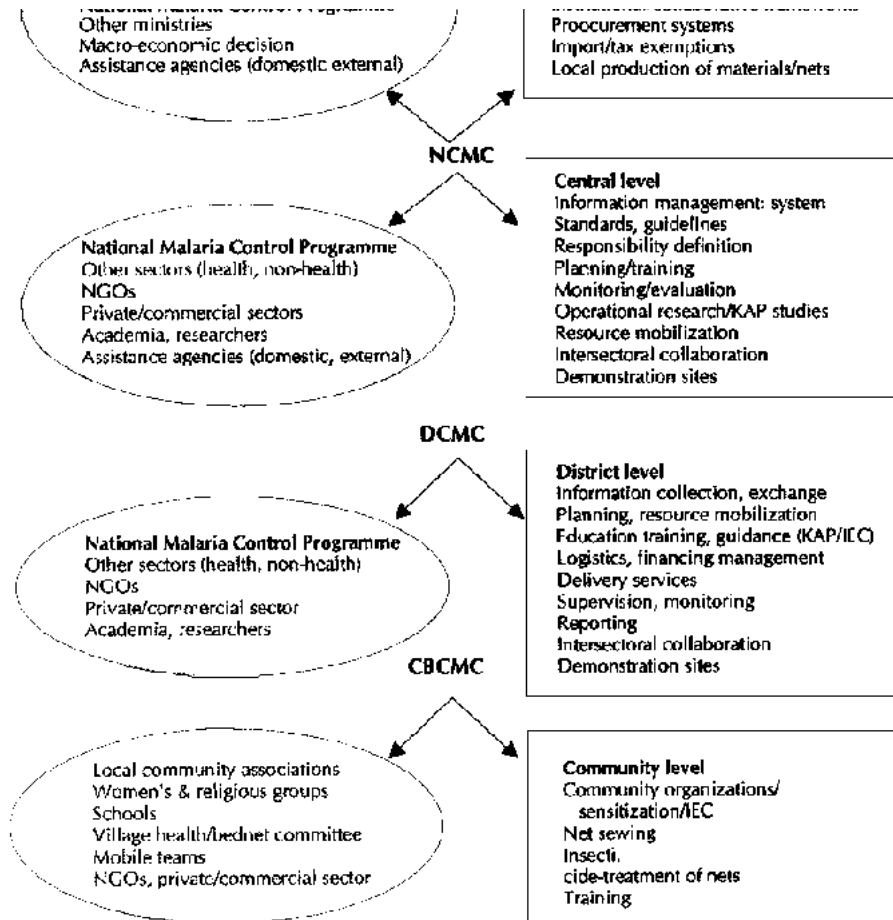 Other ministries
Macro-economic decision
Assistance agencies (domestic external)
Proocurement systems
Import/tax exemptions
Local production of materials/nets
NCMC
National Malaria Control Programme
Other sectors (health, non-health)
NGOs
Private/commercial sectors
Academia, researchers
Assistance agencies (domestic, external)
Central level
Information management: system
Standards, guidelines
Responsibility definition
Planning/training
Monitoring/evaluation
Operational research/KAP studies
Resource mobilization
Intersectoral collaboration
Demonstration sites
DCMC
National Malaria Control Programme
Other sectors (health, non-health)
NGOs
Private/commercial sector
Academia, researchers
District level
Information collection, exchange
Planning, resource mobilization
Education training, guidance (KAP/IEC)
Logistics, financing management
Delivery services
Supervision, monitoring
Reporting
Intersectoral collaboration
Demonstration sites
CBCMC
Local community associations
Women's & religious groups
Schools
Village health/bednet committee
Mobile teams
NGOs, private/commercial sector
Community level
Community organizations/
sensitization/IEC
Net sewing
Insecti,
cide-treatment of nets
Training